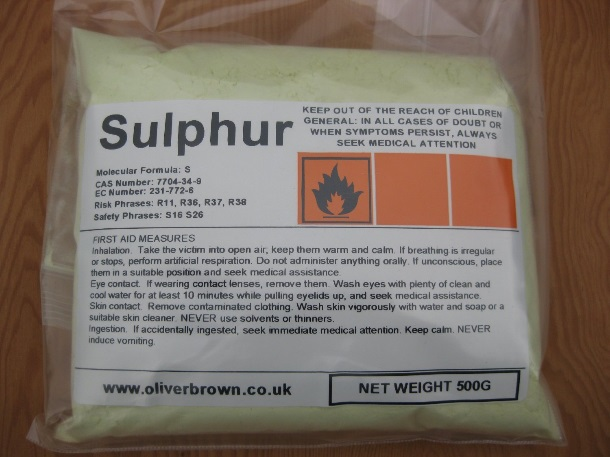 Sulphur
KEEP OUT OF THE REACH OF CHILDREN
GENERAL: IN ALL CASES OF DOUBT OR
WHEN SYMPTOMS PERSIST, ALWAYS
SEEK MEDICAL ATTENTION
Molecular Formula: S
CAS Number: 7704-34-9
EC Number: 231-772-6
Risk Phrases: R11, R36, R37, R38
Safety Phrases: S16 S26
FIRST AID MEASURES
Inhalation. Take the victim into open air, keep them warm and calm. If breathing is irregular
or stops, perform artificial respiration. Do not administer anything orally. If unconscious, place
them in a suitable position and seek medical assistance.
Eye contact. If wearing contact lenses, remove them. Wash eyes with plenty of clean and
cool water for at least 10 minutes while pulling eyelids up, and seek medical assistance.
Skin contact. Remove contaminated clothing. Wash skin vigorously with water and soap or a
suitable skin cleaner. NEVER use solvents or thinners.
Ingestion. If accidentally ingested, seek immediate medical attention. Keep calm. NEVER
induce vomiting.
www.oliverbrown.co.uk
NET WEIGHT 500G